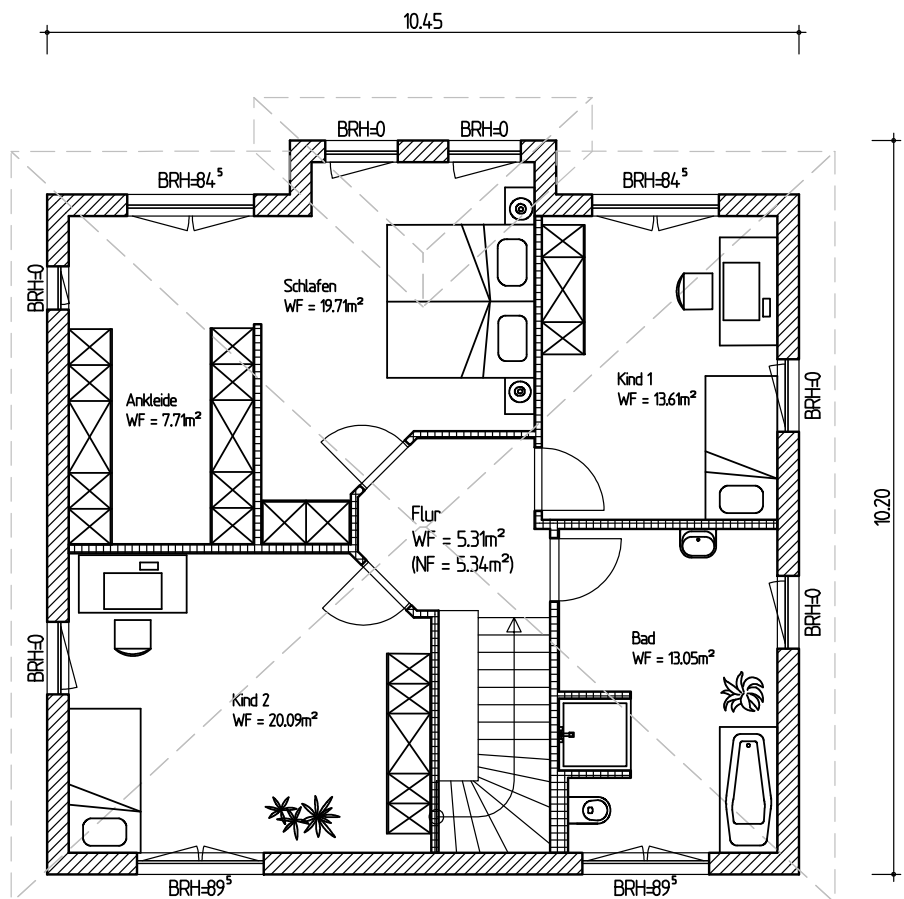 10.45
BRH=0 BRH=0
BRH=84⁵ BRH=84⁵
BRH=0
Schlafen
WF = 19.71m²
Ankleide
WF = 7.71m²
Kind 1
WF = 13.61m²
BRH=0
10.20
Flur
WF = 5.31m²
(NF = 5.34m²)
BRH=0
BRH=0
Bad
WF = 13.05m²
Kind 2
WF = 20.09m²
BRH=89⁵ BRH=89⁵